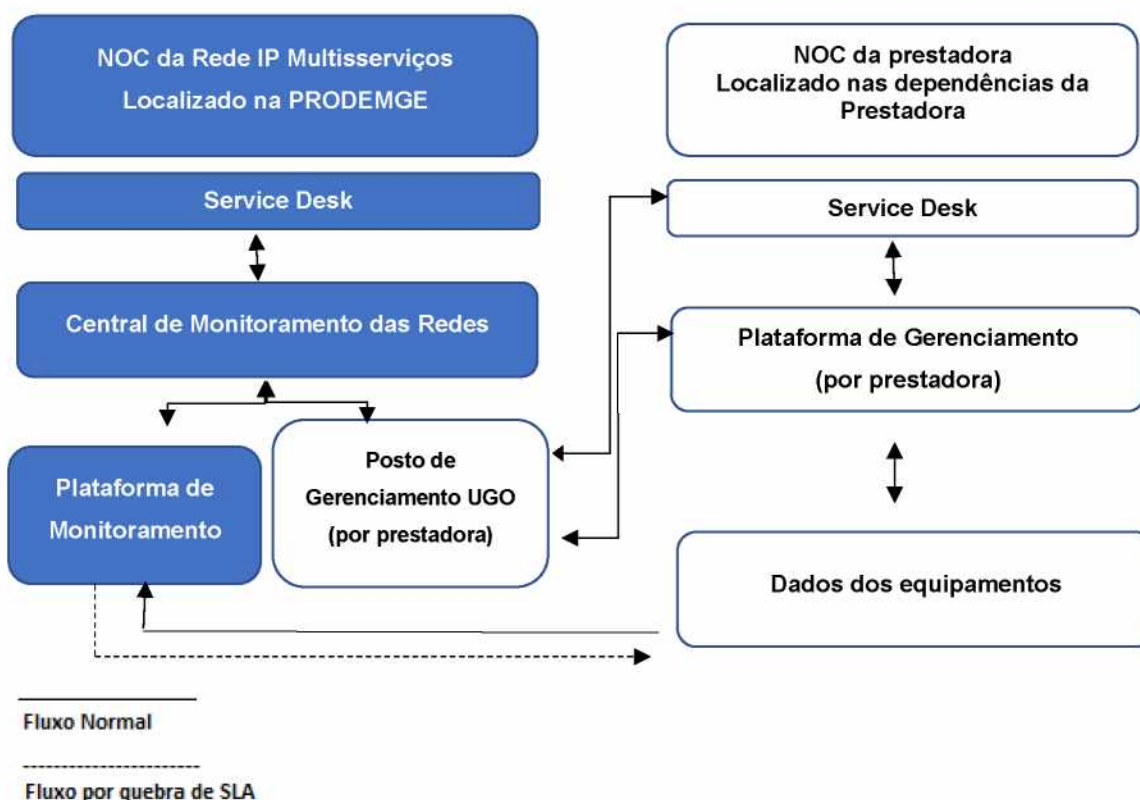 NOC da Rede IP Multisserviços
Localizado na PRODEMGE
Service Desk
Central de Monitoramento das Redes
Plataforma de
Monitoramento
Posto de
Gerenciamento UGO
(por prestadora)
NOC da prestadora
Localizado nas dependências da
Prestadora
Service Desk
Plataforma de Gerenciamento
(por prestadora)
Dados dos equipamentos
Fluxo Normal
Fluxo por quebra de SLA